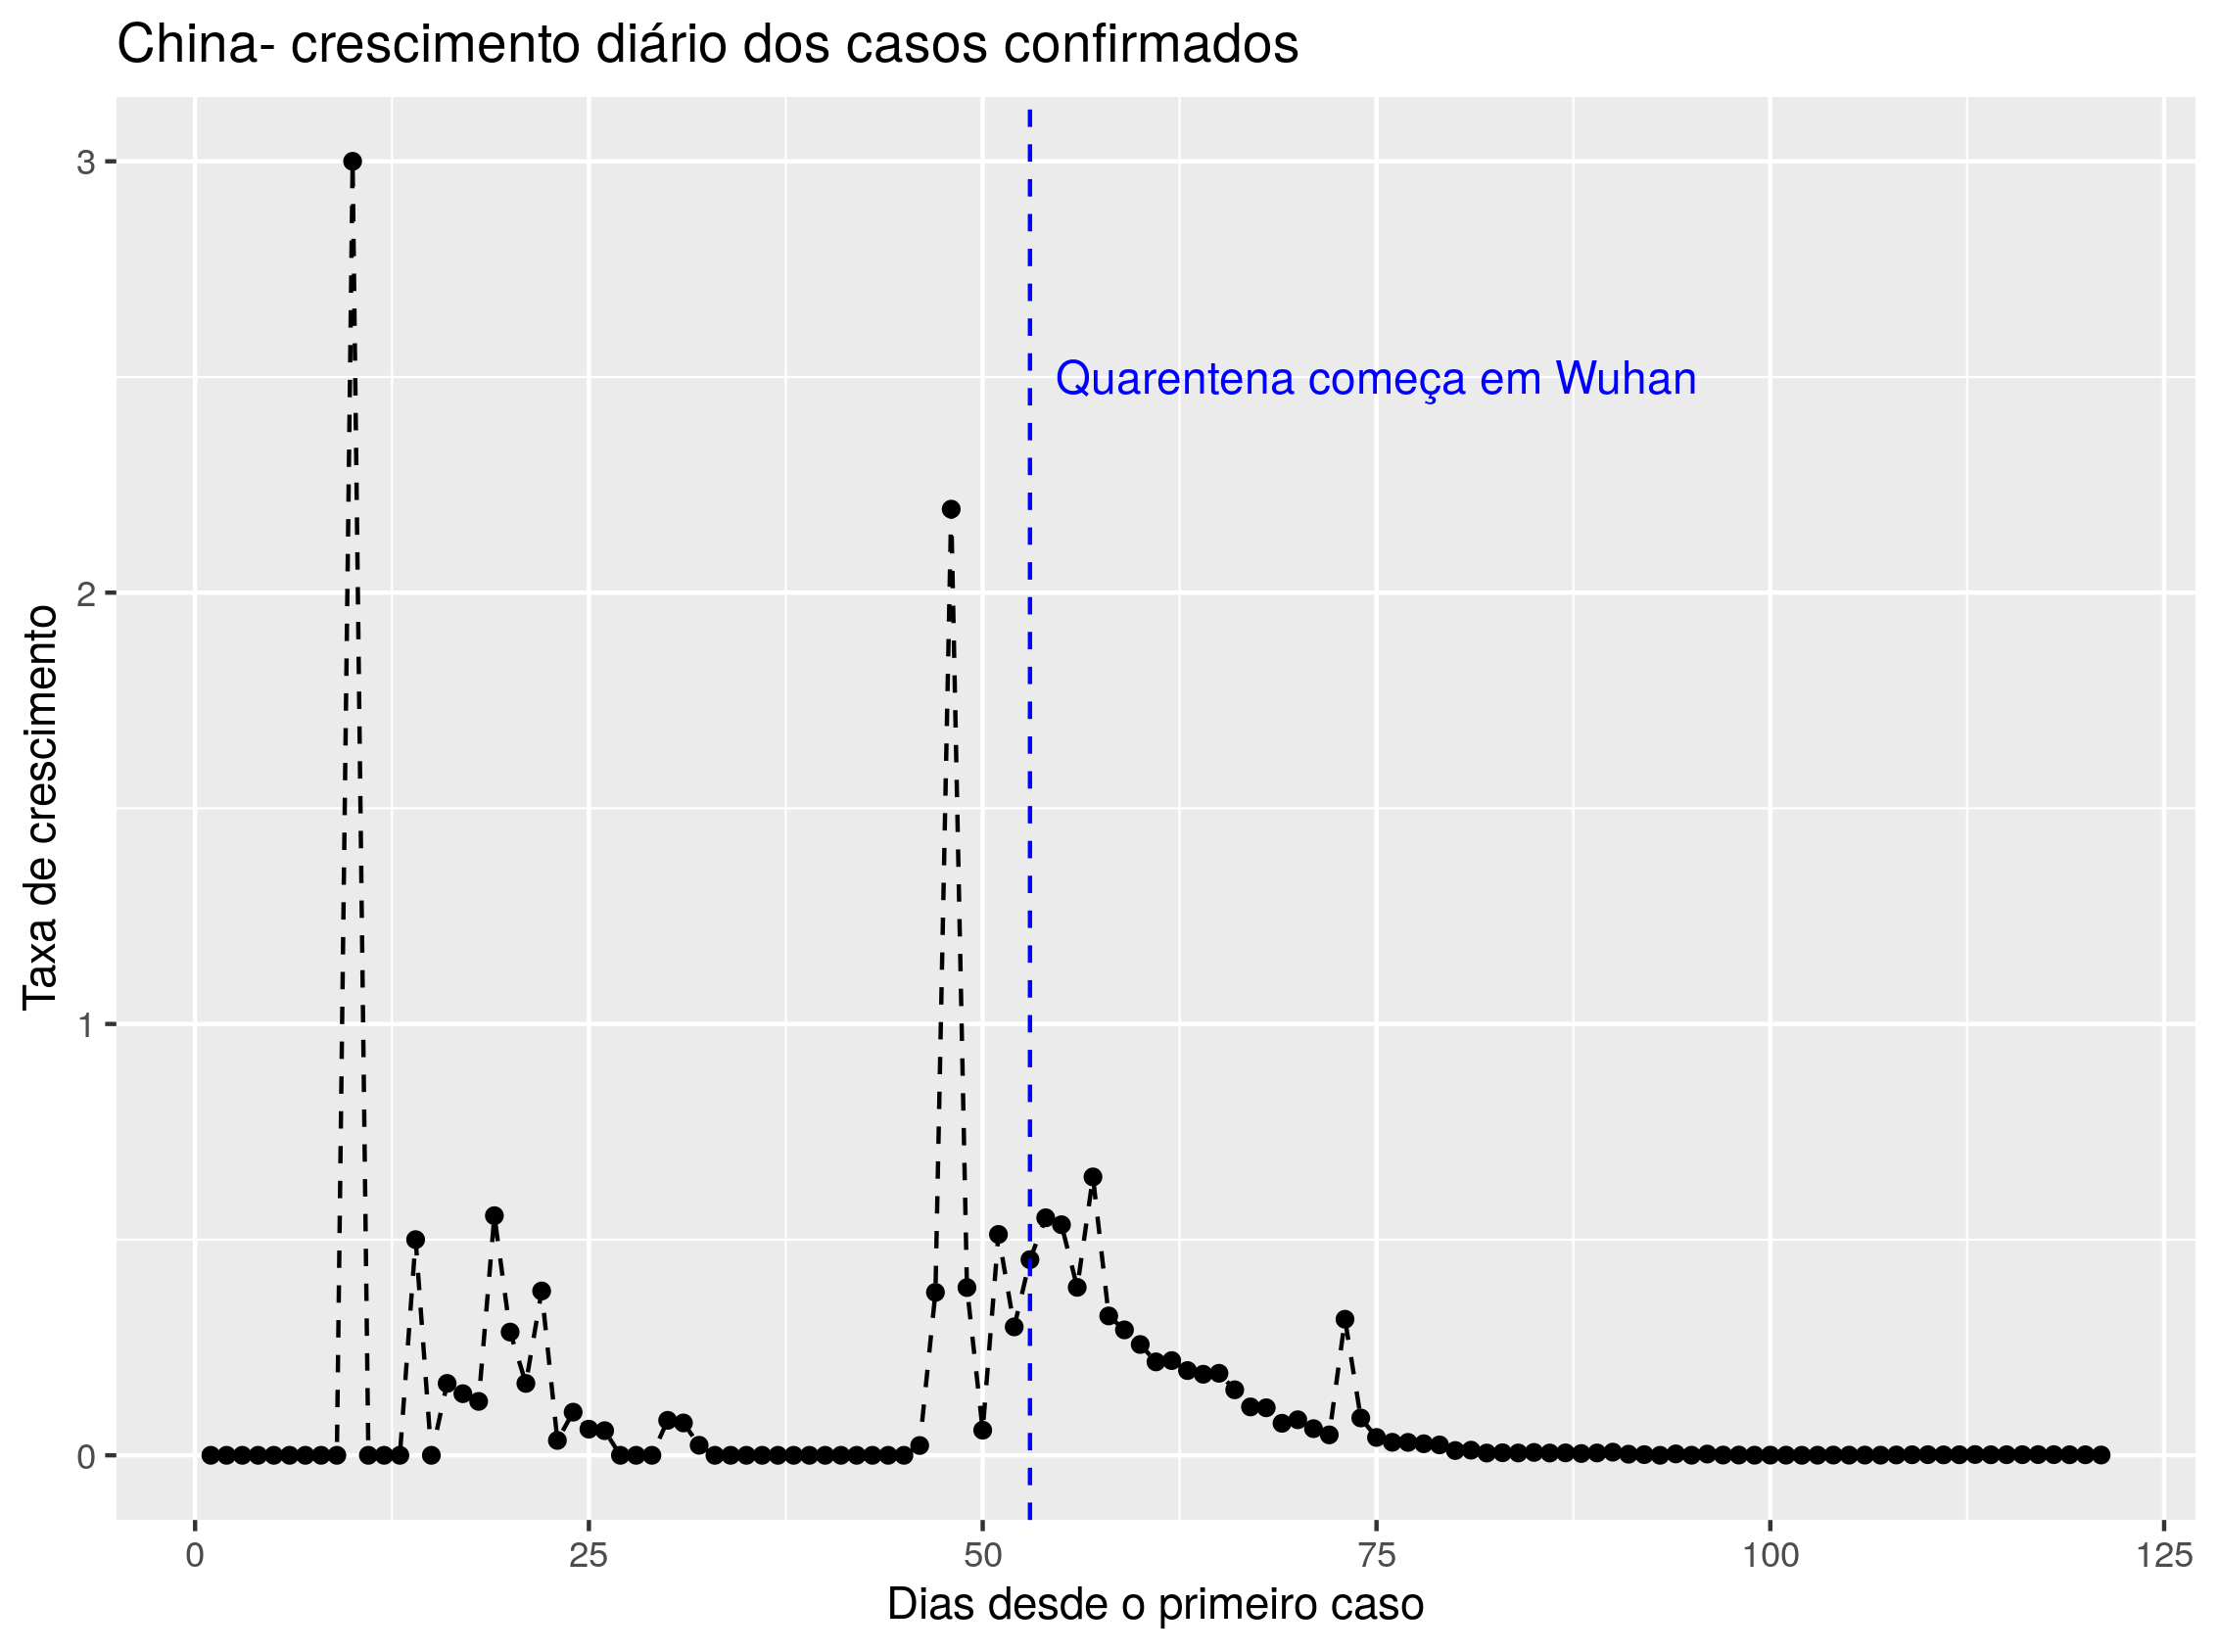 China- crescimento diário dos casos confirmados
3
2
1
0
Taxa de crescimento
Quarentena começa em Wuhan
0 25 50 75 100 125
Dias desde o primeiro caso